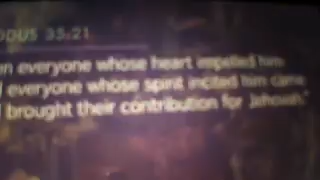 ODUS 35:21
n everyone whose heart impelled him
everyone whose spirit incited him came
brought their contribution for Jehovah."